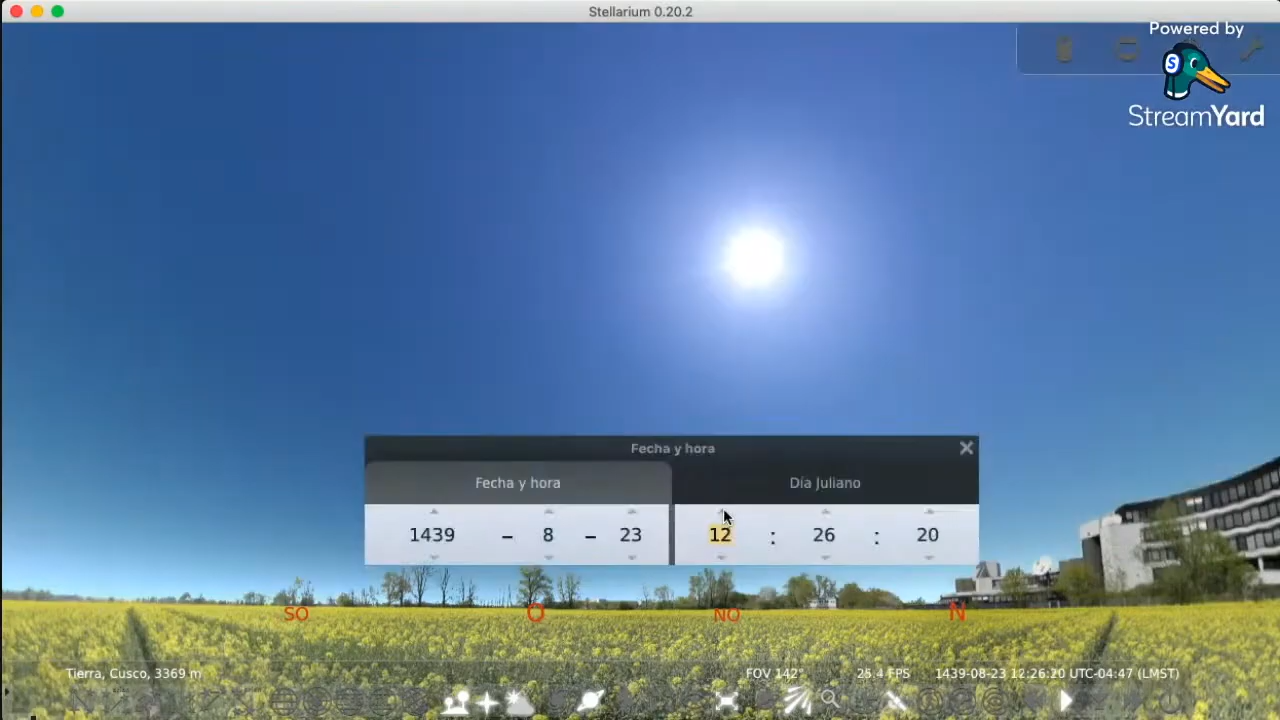 Stellarium 0.20.2
Powered by
S
StreamYard
Fecha y hora
Fecha y hora
Día Juliano
1439 – 8 – 23
12 : 26 : 20
SO
O
NO
N
Tierra, Cusco, 3369 m
FOV 142°
25.4 FPS
1439-08-23 12:26:20 UTC-04:47 (LMST)